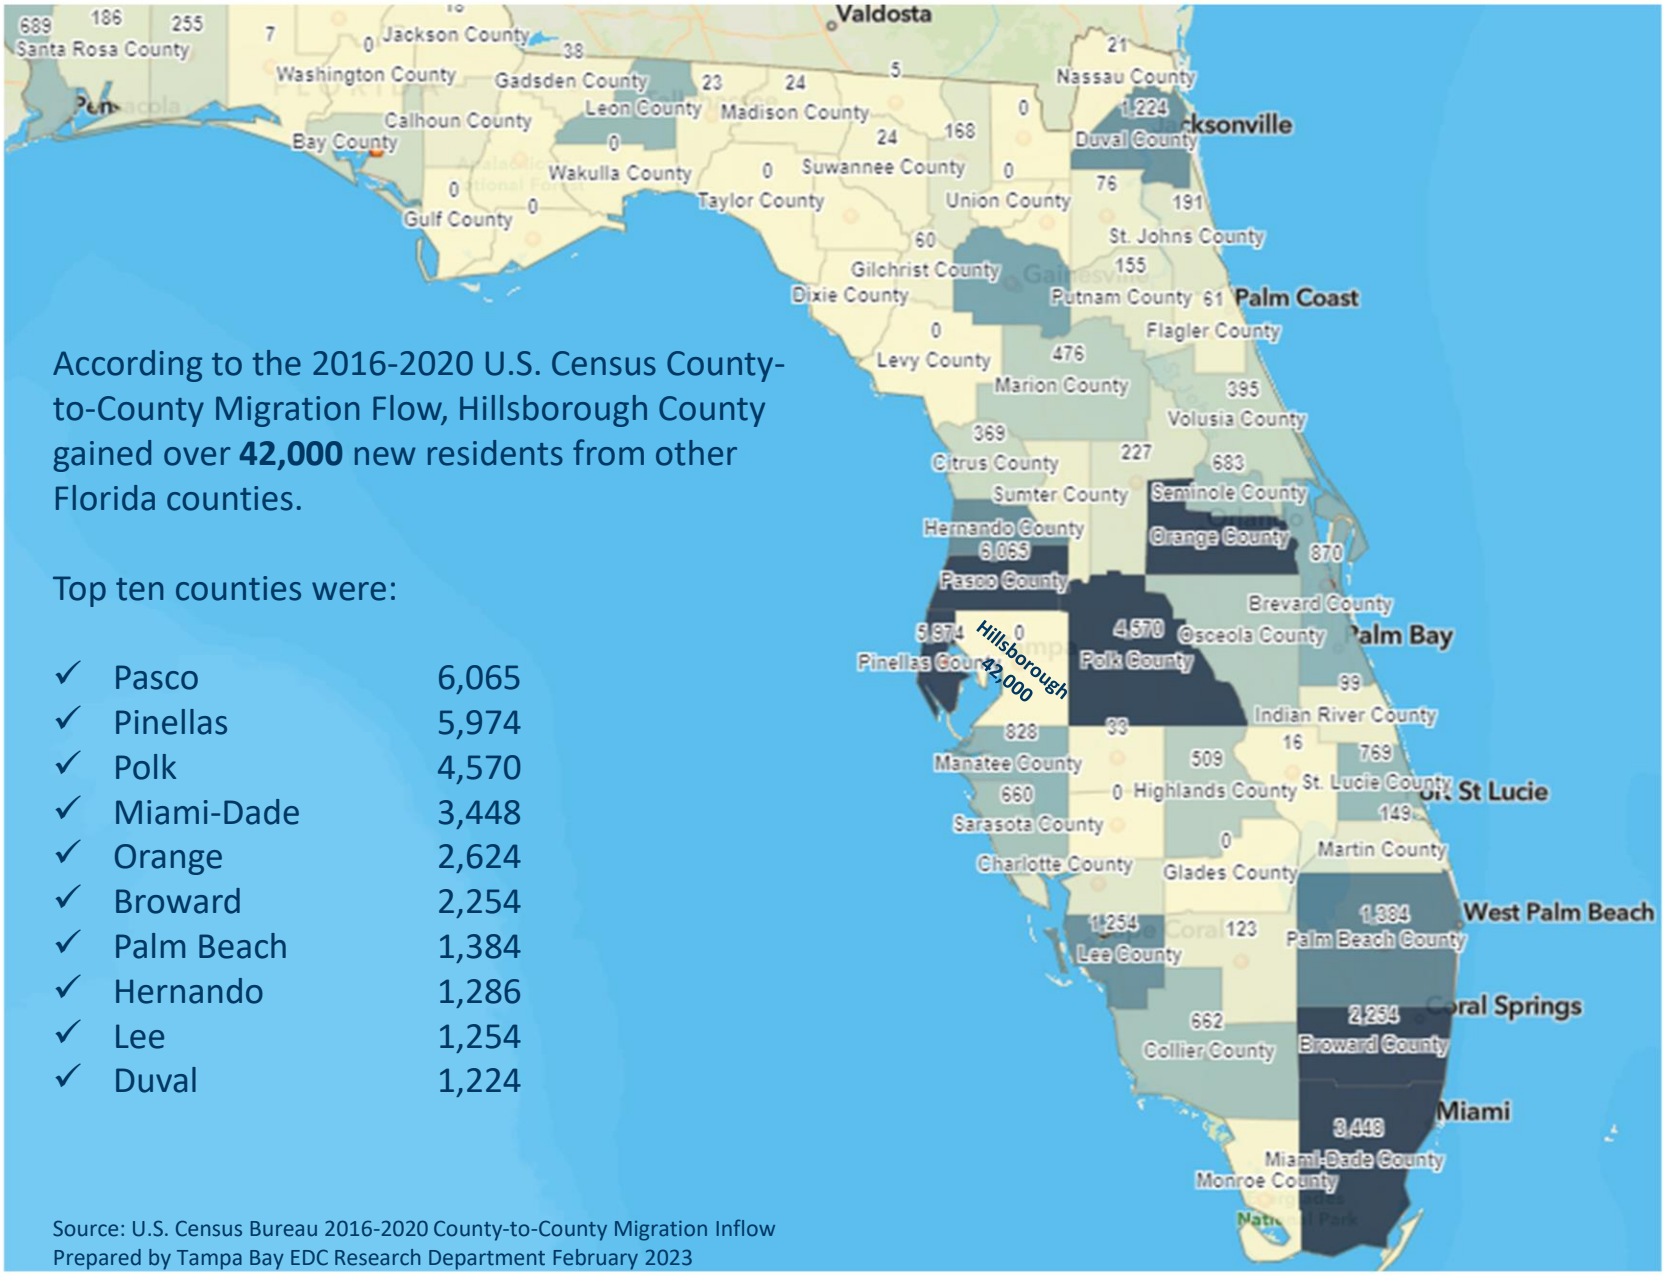 Valdosta
689
186
255
Santa Rosa County
7
0
18
Jackson County
38
Washington County
Gadsden County
23
24
5
21
Nassau County
Leon County
Madison County
0
1,224
Duval County
Jacksonville
Calhoun County
Bay County
0
24
168
Wakulla County
0
Suwannee County
0
76
0
0
Taylor County
Union County
191
Gulf County
60
St. Johns County
Gilchrist County
155
Dixie County
Putnam County
61
Palm Coast
0
Flagler County
Levy County
476
Marion County
395
Volusia County
369
227
683
Citrus County
Sumter County
Seminole County
Hernando County
Orlando
6,065
Orange County
870
Pasco County
Brevard County
5,974
0
4,570
Osceola County
Palm Bay
Pinellas County
Polk County
Hillsborough
42,000
99
Indian River County
828
33
16
769
Manatee County
509
St. Lucie County
660
0
Highlands County
Port St Lucie
149
Sarasota County
0
Martin County
Charlotte County
Glades County
1,254
123
1,384
West Palm Beach
Lee County
Palm Beach County
662
2,254
Coral Springs
Collier County
Broward County
Miami
3,448
Miami-Dade County
Monroe County
According to the 2016-2020 U.S. Census County-
to-County Migration Flow, Hillsborough County
gained over 42,000 new residents from other
Florida counties.
Top ten counties were:
✓ Pasco 6,065
✓ Pinellas 5,974
✓ Polk 4,570
✓ Miami-Dade 3,448
✓ Orange 2,624
✓ Broward 2,254
✓ Palm Beach 1,384
✓ Hernando 1,286
✓ Lee 1,254
✓ Duval 1,224
Source: U.S. Census Bureau 2016-2020 County-to-County Migration Inflow
Prepared by Tampa Bay EDC Research Department February 2023